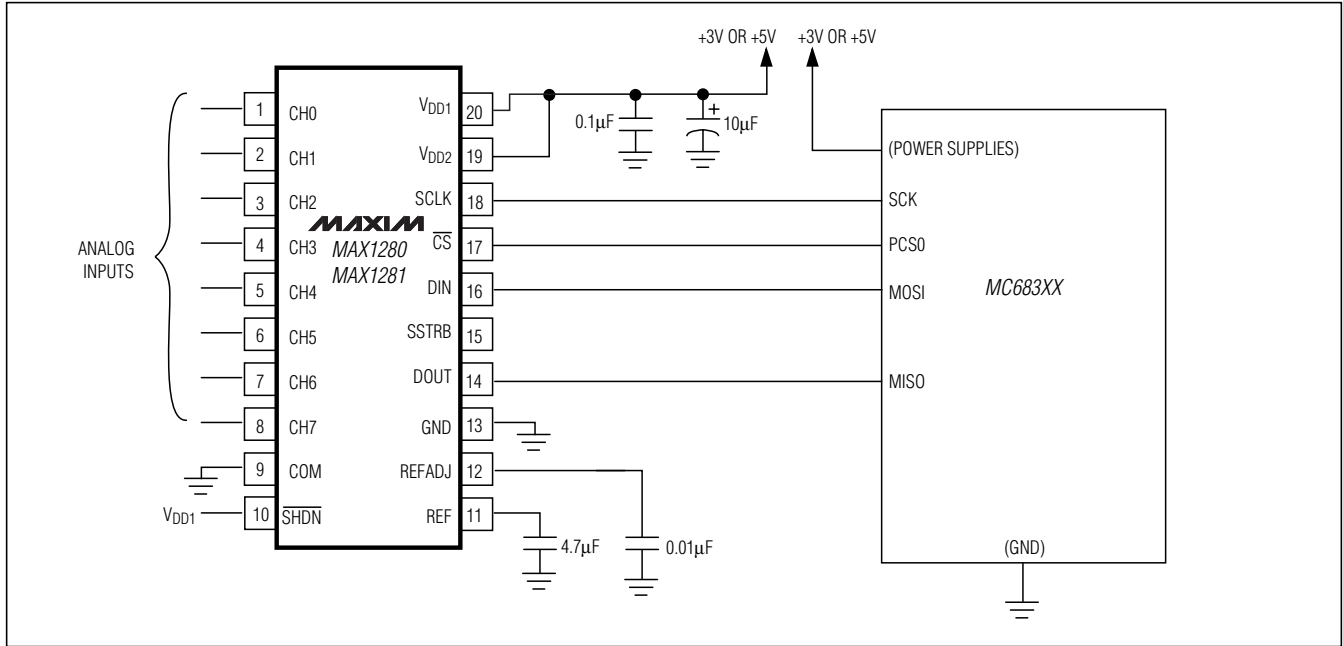 +3V OR +5V
+3V OR +5V
1 CH0
2 CH1
3 CH2
4 CH3
5 CH4
6 CH5
7 CH6
8 CH7
9 COM
10 SHDN
VDD1
ANALOG
INPUTS
MAXIM
MAX1280
MAX1281
VDD1 20
VDD2 19
SCLK 18
CS 17
DIN 16
SSTRB 15
DOUT 14
GND 13
REFADJ 12
REF 11
0.1µF
+
10µF
4.7µF
0.01µF
(POWER SUPPLIES)
SCK
PCS0
MOSI
MISO
MC683XX
(GND)